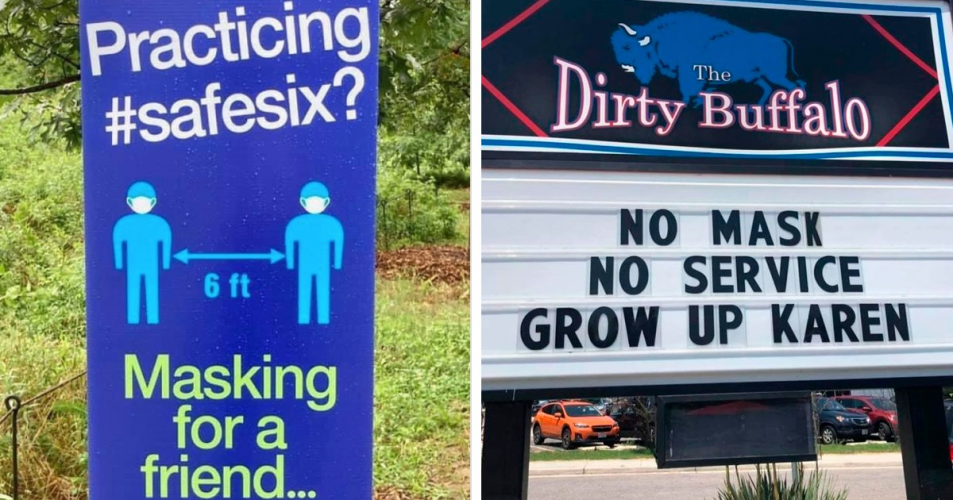 Practicing
#safesix?
6 ft
Masking
for a
friend...
The
Dirty Buffalo
NO MASK
NO SERVICE
GROW UP KAREN